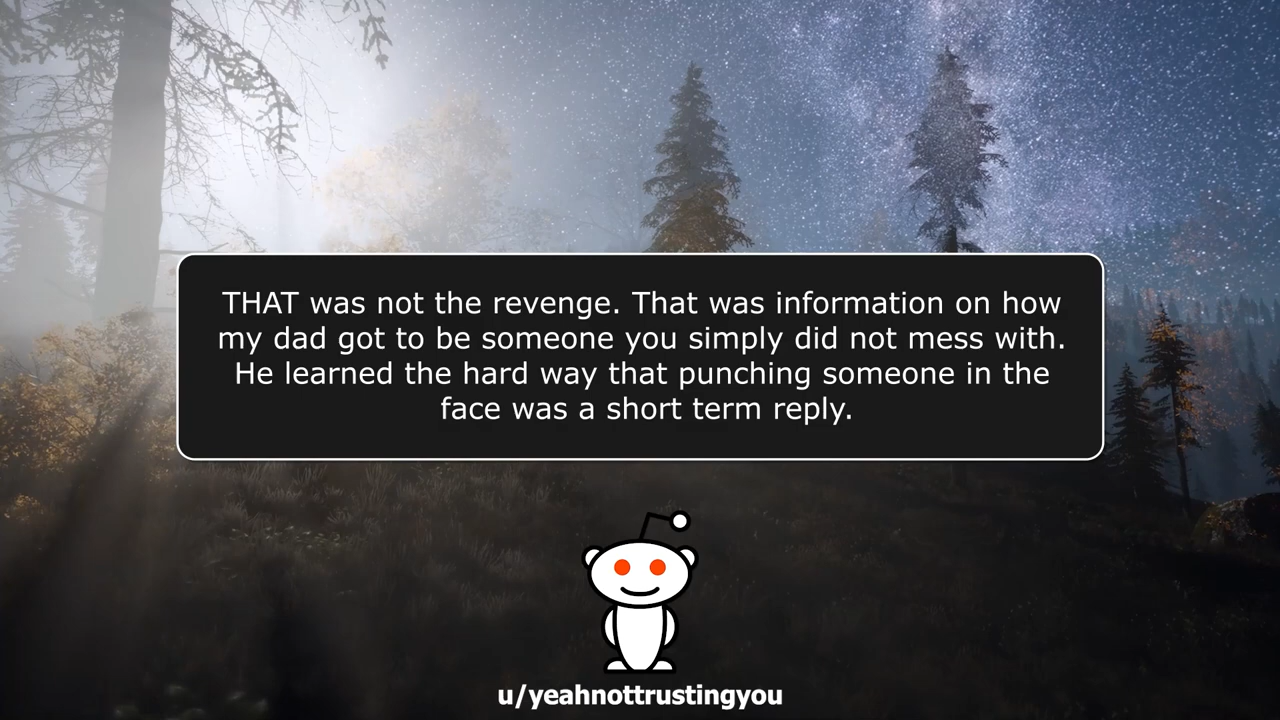 THAT was not the revenge. That was information on how
my dad got to be someone you simply did not mess with.
He learned the hard way that punching someone in the
face was a short term reply.
u/yeahnottrustingyou